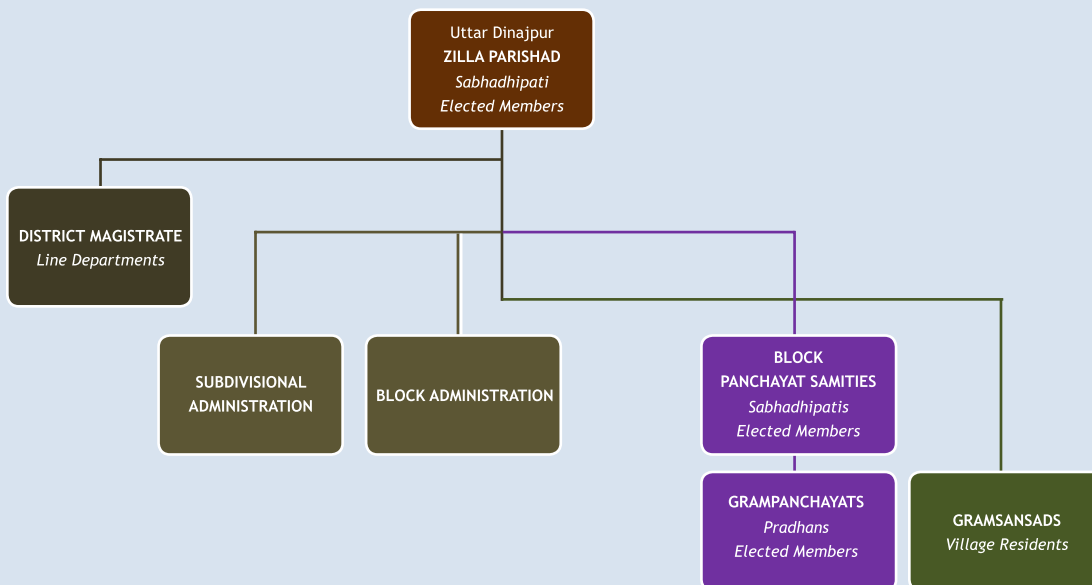 Uttar Dinajpur
ZILLA PARISHAD
Sabhadhipati
Elected Members
DISTRICT MAGISTRATE
Line Departments
SUBDIVISIONAL
ADMINISTRATION
BLOCK ADMINISTRATION
BLOCK
PANCHAYAT SAMITIES
Sabhadhipatis
Elected Members
GRAMPANCHAYATS
Pradhans
Elected Members
GRAMSANSADS
Village Residents